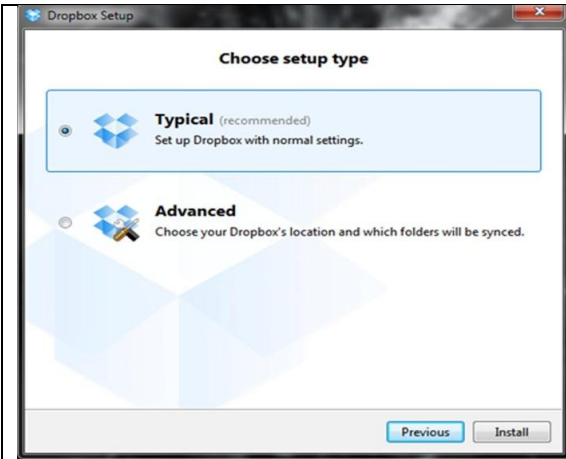 Dropbox Setup
Choose setup type
Typical (recommended)
Set up Dropbox with normal settings.
Advanced
Choose your Dropbox's location and which folders will be synced.
Previous Install